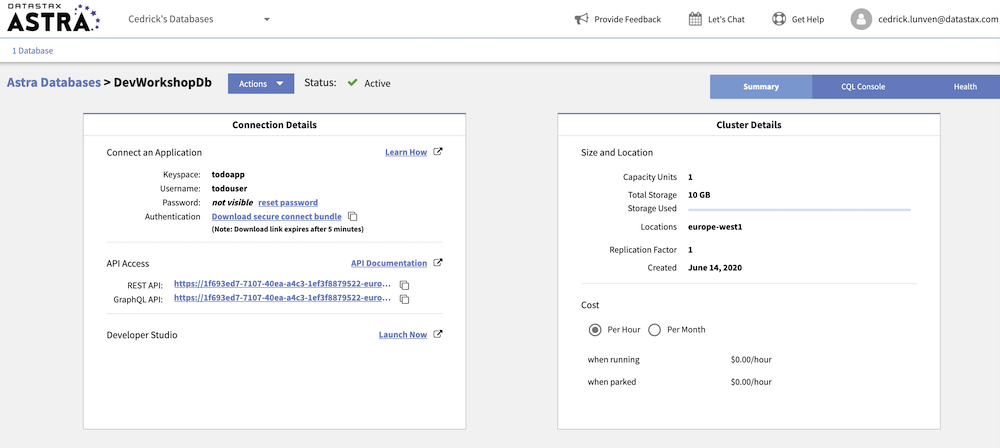 DATASTAX
ASTRA
Cedrick's Databases
Provide Feedback
Let's Chat
Get Help
cedrick.lunven@datastax.com
1 Database
Astra Databases > DevWorkshopDb
Actions
Status:
Active
Summary
CQL Console
Health
Connection Details
Connect an Application
Learn How
Keyspace: todoapp
Username: todouser
Password: not visible reset password
Authentication Download secure connect bundle
(Note: Download link expires after 5 minutes)
API Access
API Documentation
REST API: https://1f693ed7-7107-40ea-a4c3-1ef3f8879522-euro...
GraphQL API: https://1f693ed7-7107-40ea-a4c3-1ef3f8879522-euro...
Developer Studio
Launch Now
Cluster Details
Size and Location
Capacity Units 1
Total Storage 10 GB
Storage Used
Locations europe-west1
Replication Factor 1
Created June 14, 2020
Cost
Per Hour
Per Month
when running $0.00/hour
when parked $0.00/hour